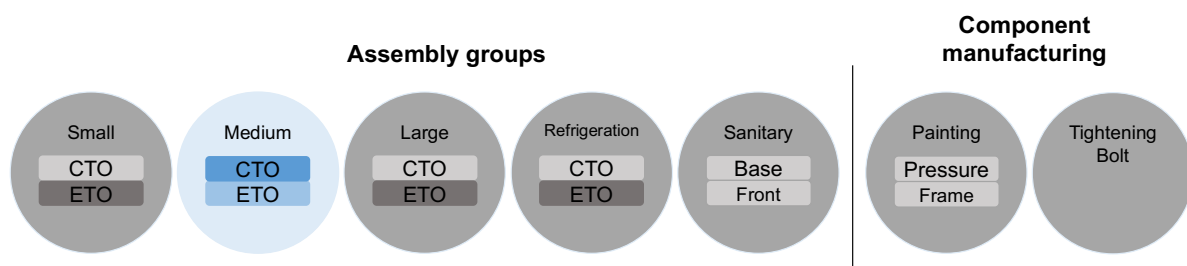 Assembly groups
Component
manufacturing
Small
CTO
ETO
Medium
CTO
ETO
Large
CTO
ETO
Refrigeration
CTO
ETO
Sanitary
Base
Front
Painting
Pressure
Frame
Tightening
Bolt